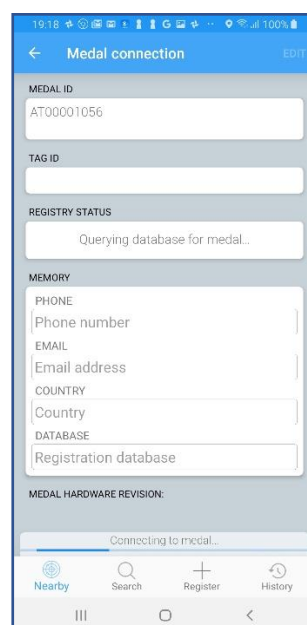 19:18 G 100%
Medal connection EDIT
MEDAL ID
AT00001056
TAG ID
REGISTRY STATUS
Querying database for medal...
MEMORY
PHONE
Phone number
EMAIL
Email address
COUNTRY
Country
DATABASE
Registration database
MEDAL HARDWARE REVISION:
Connecting to medal...
Nearby Search Register History